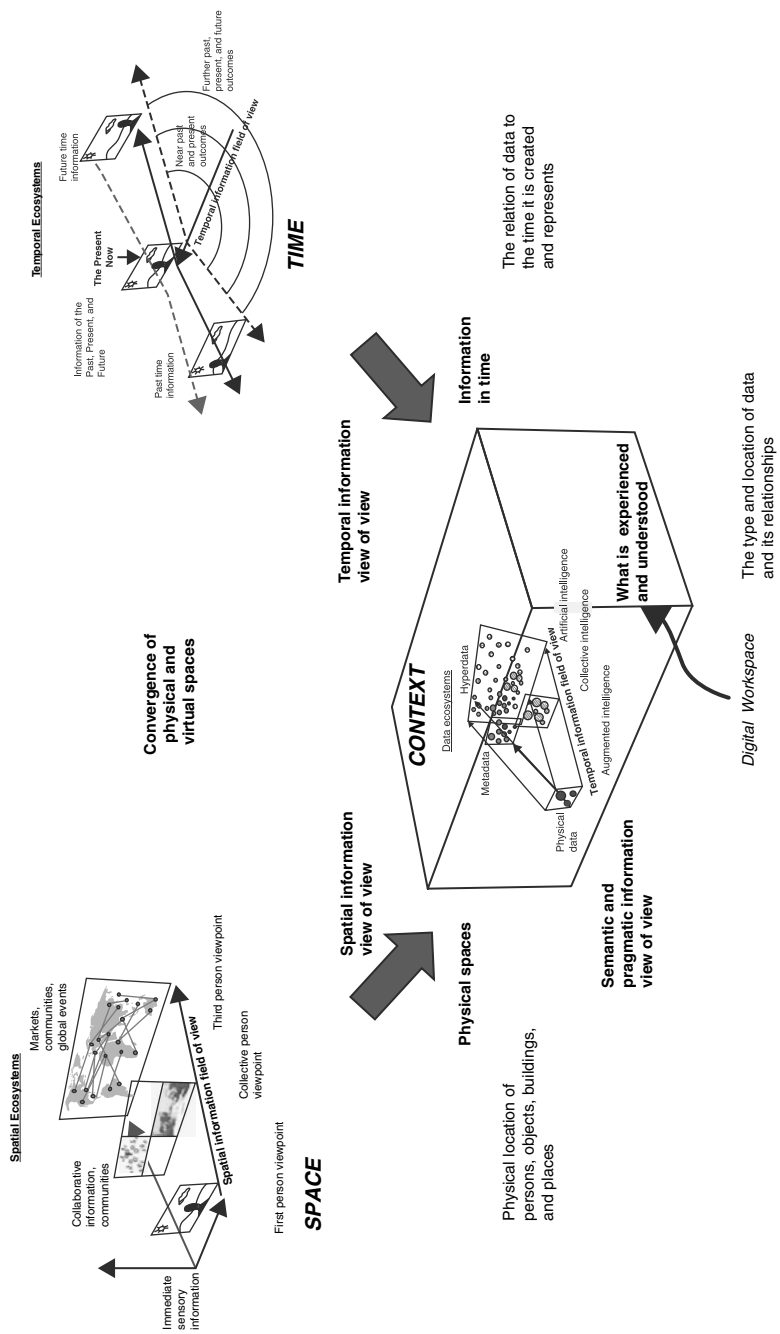 Spatial Ecosystems
Markets,
communities,
global events
Collaborative
information,
communities
Immediate
sensory
information
Spatial information field of view
Third person viewpoint
Collective person
viewpoint
First person viewpoint
SPACE
Convergence of
physical and
virtual spaces
Temporal Ecosystems
Future time
information
The Present
Now
Information of the
Past, Present, and
Future
Past time
information
Further past,
present, and future
outcomes
Near past
and present
outcomes
Temporal information field of view
TIME
Spatial information
view of view
Temporal information
view of view
Physical spaces
Information
in time
Physical location of
persons, objects, buildings,
and places
The relation of data to
the time it is created
and represents
CONTEXT
Data ecosystems
Hyperdata
Metadata
Physical
data
Temporal information field of view
Artificial intelligence
Collective intelligence
Augmented intelligence
What is experienced
and understood
Semantic and
pragmatic information
view of view
Digital Workspace
The type and location of data
and its relationships